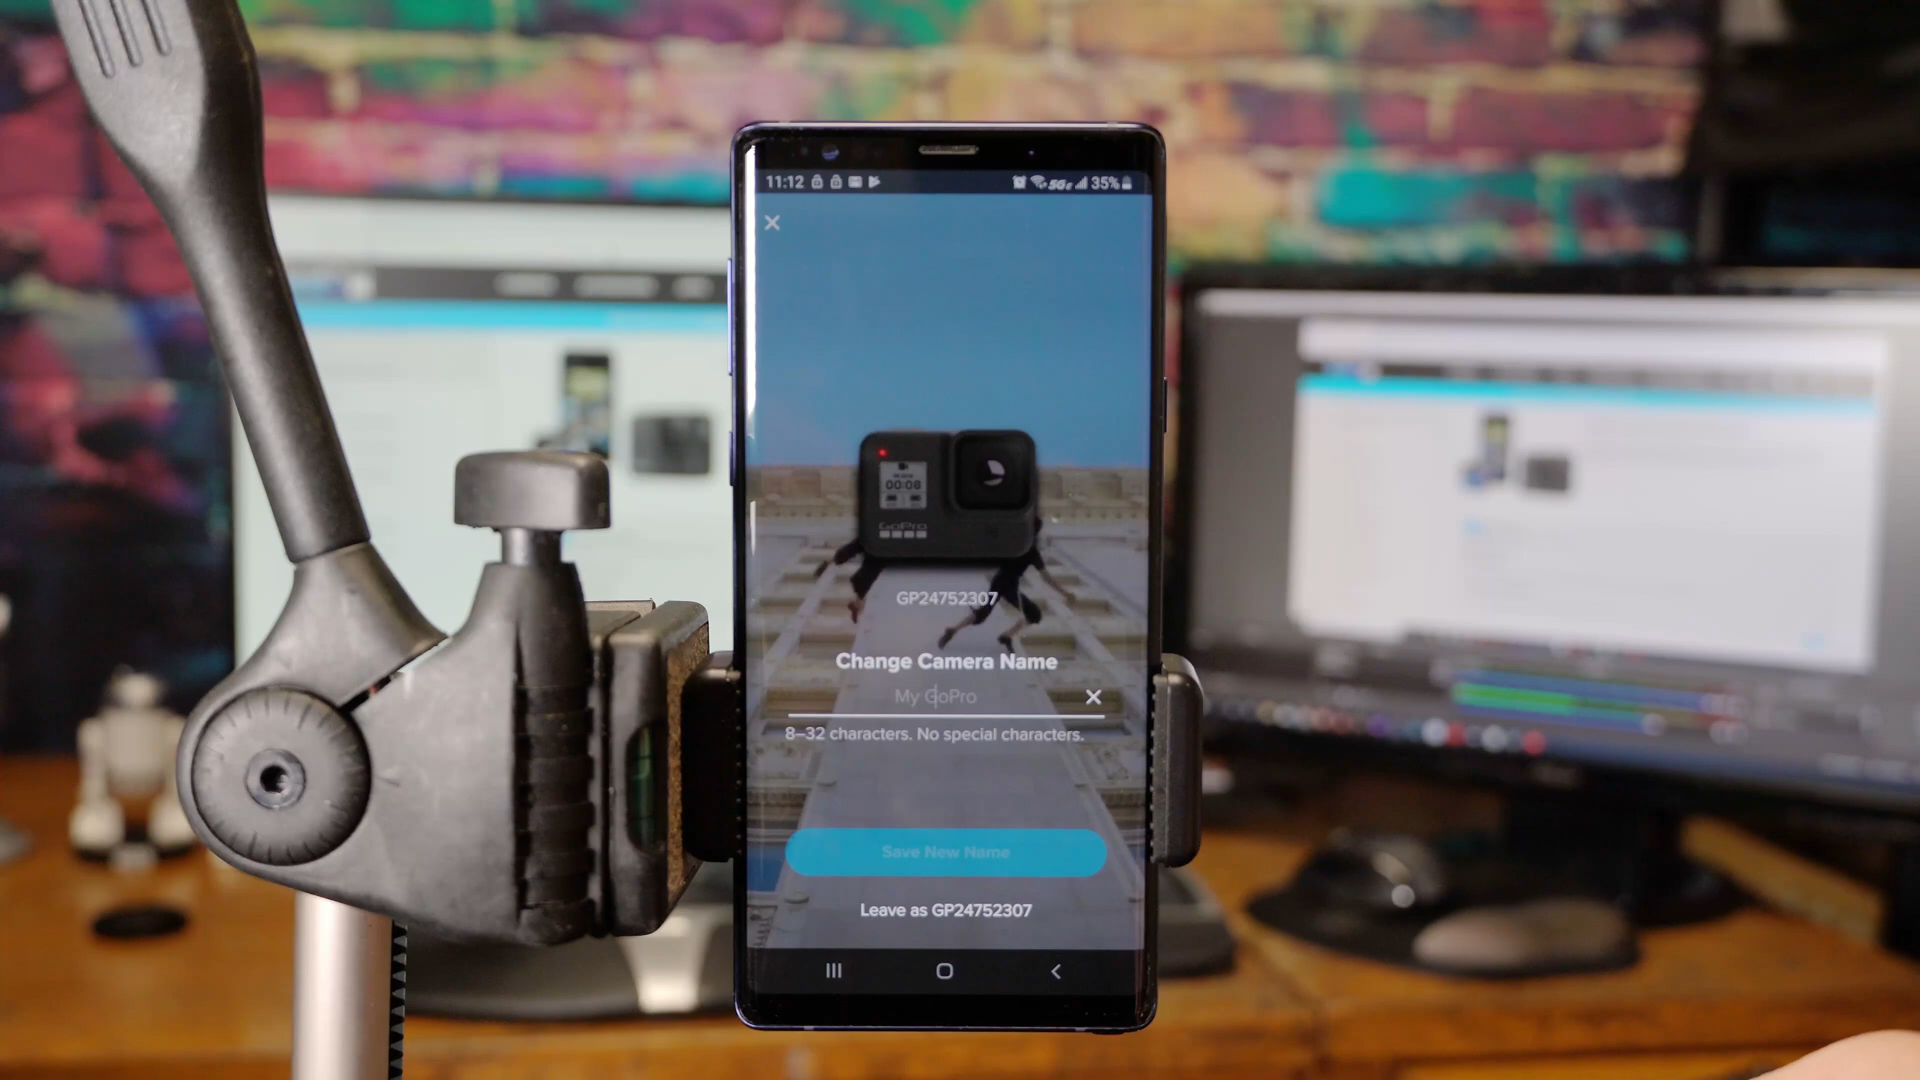 11:12 5GE 35%
00:08
GoPro
GP24752307
Change Camera Name
My GoPro
8–32 characters. No special characters.
Save New Name
Leave as GP24752307